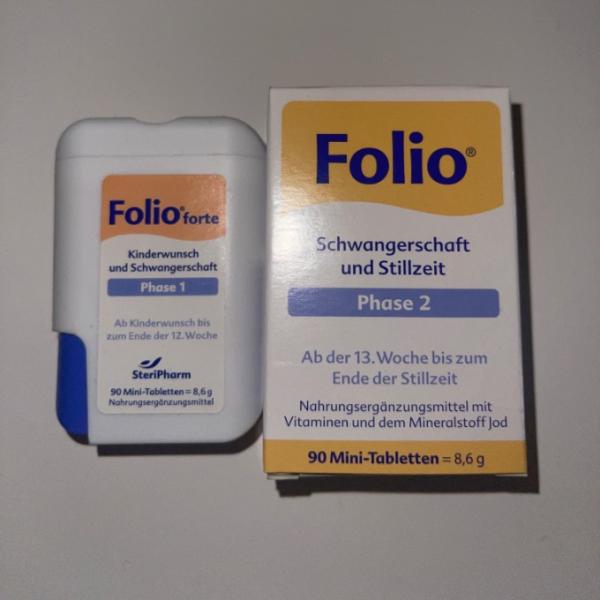 Folio® forte
Kinderwunsch
und Schwangerschaft
Phase 1
Ab Kinderwunsch bis
zum Ende der 12. Woche
SteriPharm
90 Mini-Tabletten = 8,6 g
Nahrungsergänzungsmittel
Folio®
Schwangerschaft
und Stillzeit
Phase 2
Ab der 13. Woche bis zum
Ende der Stillzeit
Nahrungsergänzungsmittel mit
Vitaminen und dem Mineralstoff Jod
90 Mini-Tabletten = 8,6 g